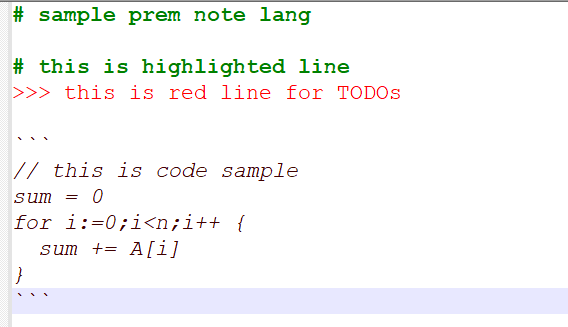 # sample prem note lang
# this is highlighted line
>>> this is red line for TODOs
```
// this is code sample
sum = 0
for i:=0;i<n;i++ {
  sum += A[i]
}
```